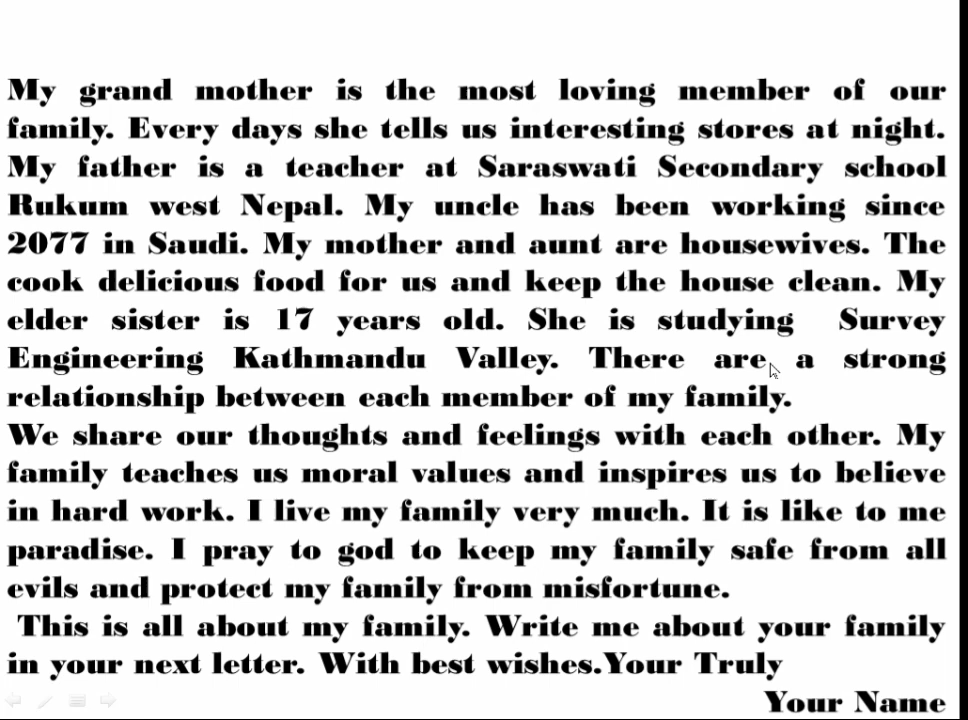 My grand mother is the most loving member of our
family. Every days she tells us interesting stores at night.
My father is a teacher at Saraswati Secondary school
Rukum west Nepal. My uncle has been working since
2077 in Saudi. My mother and aunt are housewives. The
cook delicious food for us and keep the house clean. My
elder sister is 17 years old. She is studying Survey
Engineering Kathmandu Valley. There are a strong
relationship between each member of my family.
We share our thoughts and feelings with each other. My
family teaches us moral values and inspires us to believe
in hard work. I live my family very much. It is like to me
paradise. I pray to god to keep my family safe from all
evils and protect my family from misfortune.
This is all about my family. Write me about your family
in your next letter. With best wishes.Your Truly
Your Name